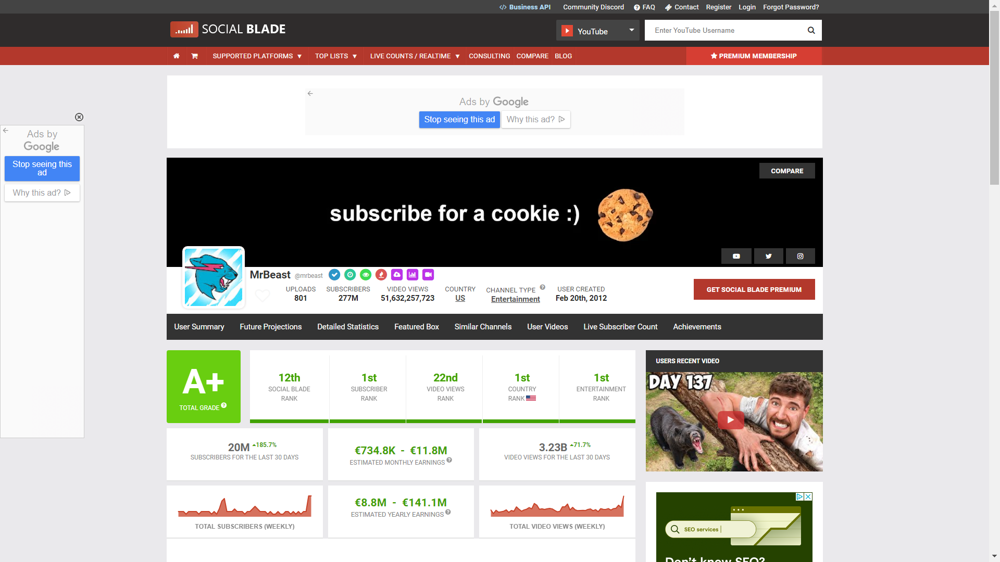 Business API Community Discord FAQ Contact Register Login Forgot Password?
SOCIAL BLADE
YouTube
Enter YouTube Username
SUPPORTED PLATFORMS TOP LISTS LIVE COUNTS / REALTIME CONSULTING COMPARE BLOG PREMIUM MEMBERSHIP
Ads by Google
Stop seeing this ad Why this ad?
Ads by
Google
Stop seeing this
ad
Why this ad?
COMPARE
subscribe for a cookie :)
MrBeast @mrbeast
UPLOADS SUBSCRIBERS VIDEO VIEWS COUNTRY CHANNEL TYPE USER CREATED
801 277M 51,632,257,723 US Entertainment Feb 20th, 2012
GET SOCIAL BLADE PREMIUM
User Summary Future Projections Detailed Statistics Featured Box Similar Channels User Videos Live Subscriber Count Achievements
A+
TOTAL GRADE
12th
SOCIAL BLADE
RANK
1st
SUBSCRIBER
RANK
22nd
VIDEO VIEWS
RANK
1st
COUNTRY
RANK
1st
ENTERTAINMENT
RANK
USERS RECENT VIDEO
DAY 137
20M 185.7%
SUBSCRIBERS FOR THE LAST 30 DAYS
€734.8K - €11.8M
ESTIMATED MONTHLY EARNINGS
3.23B 71.7%
VIDEO VIEWS FOR THE LAST 30 DAYS
TOTAL SUBSCRIBERS (WEEKLY)
€8.8M - €141.1M
ESTIMATED YEARLY EARNINGS
TOTAL VIDEO VIEWS (WEEKLY)
SEO services
Don't know SEO?